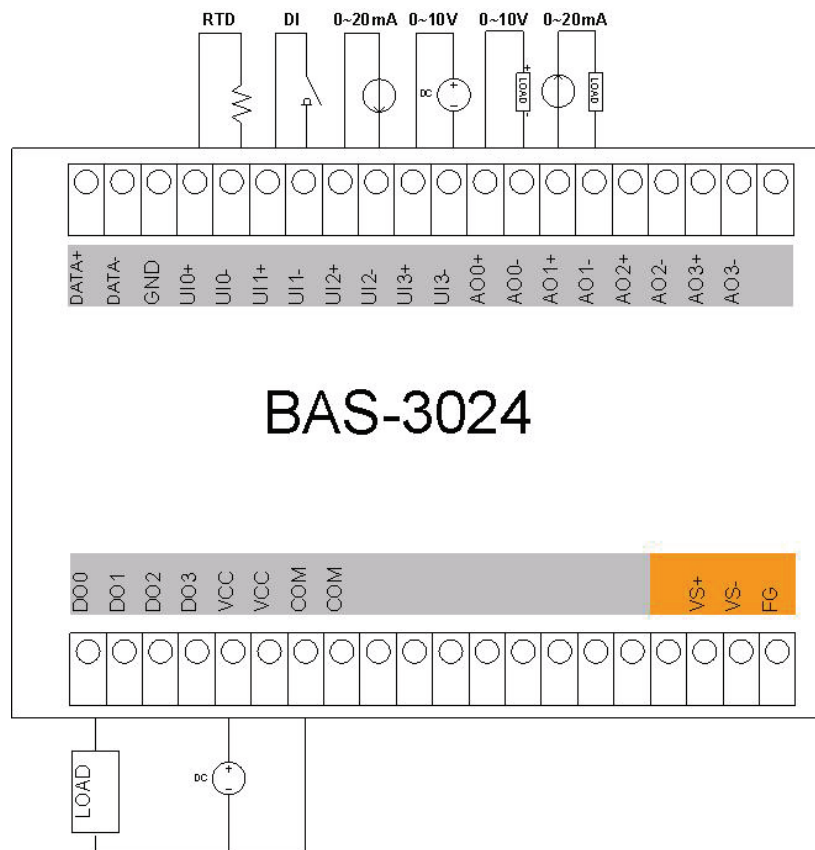 RTD DI 0~20mA 0~10V 0~10V 0~20mA
DC + − + LOAD - LOAD
DATA+ DATA- GND UI0+ UI0- UI1+ UI1- UI2+ UI2- UI3+ UI3- AO0+ AO0- AO1+ AO1- AO2+ AO2- AO3+ AO3-
BAS-3024
DO0 DO1 DO2 DO3 VCC VCC COM COM VS+ VS- FG
LOAD DC + −